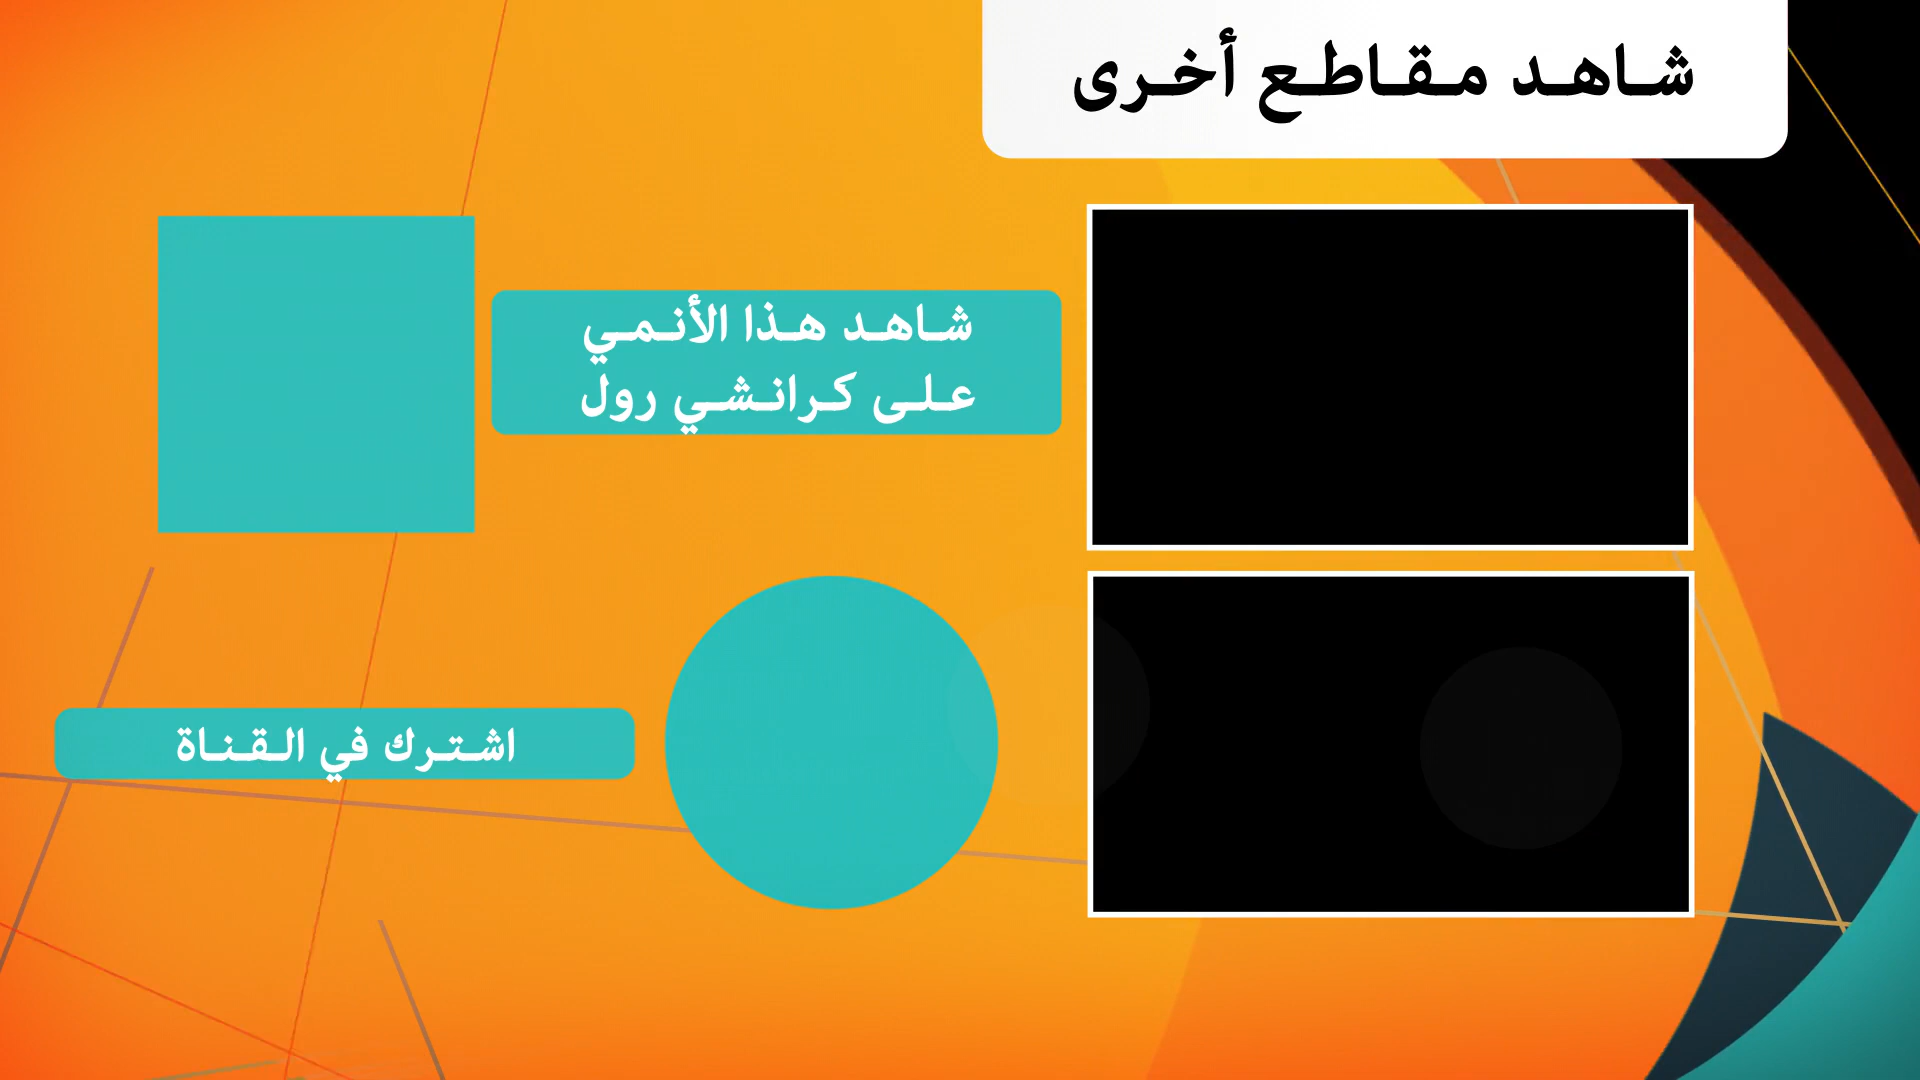 شاهد مقاطع أخرى
شاهد هذا الأنمي
على كرانشي رول
اشترك في القناة